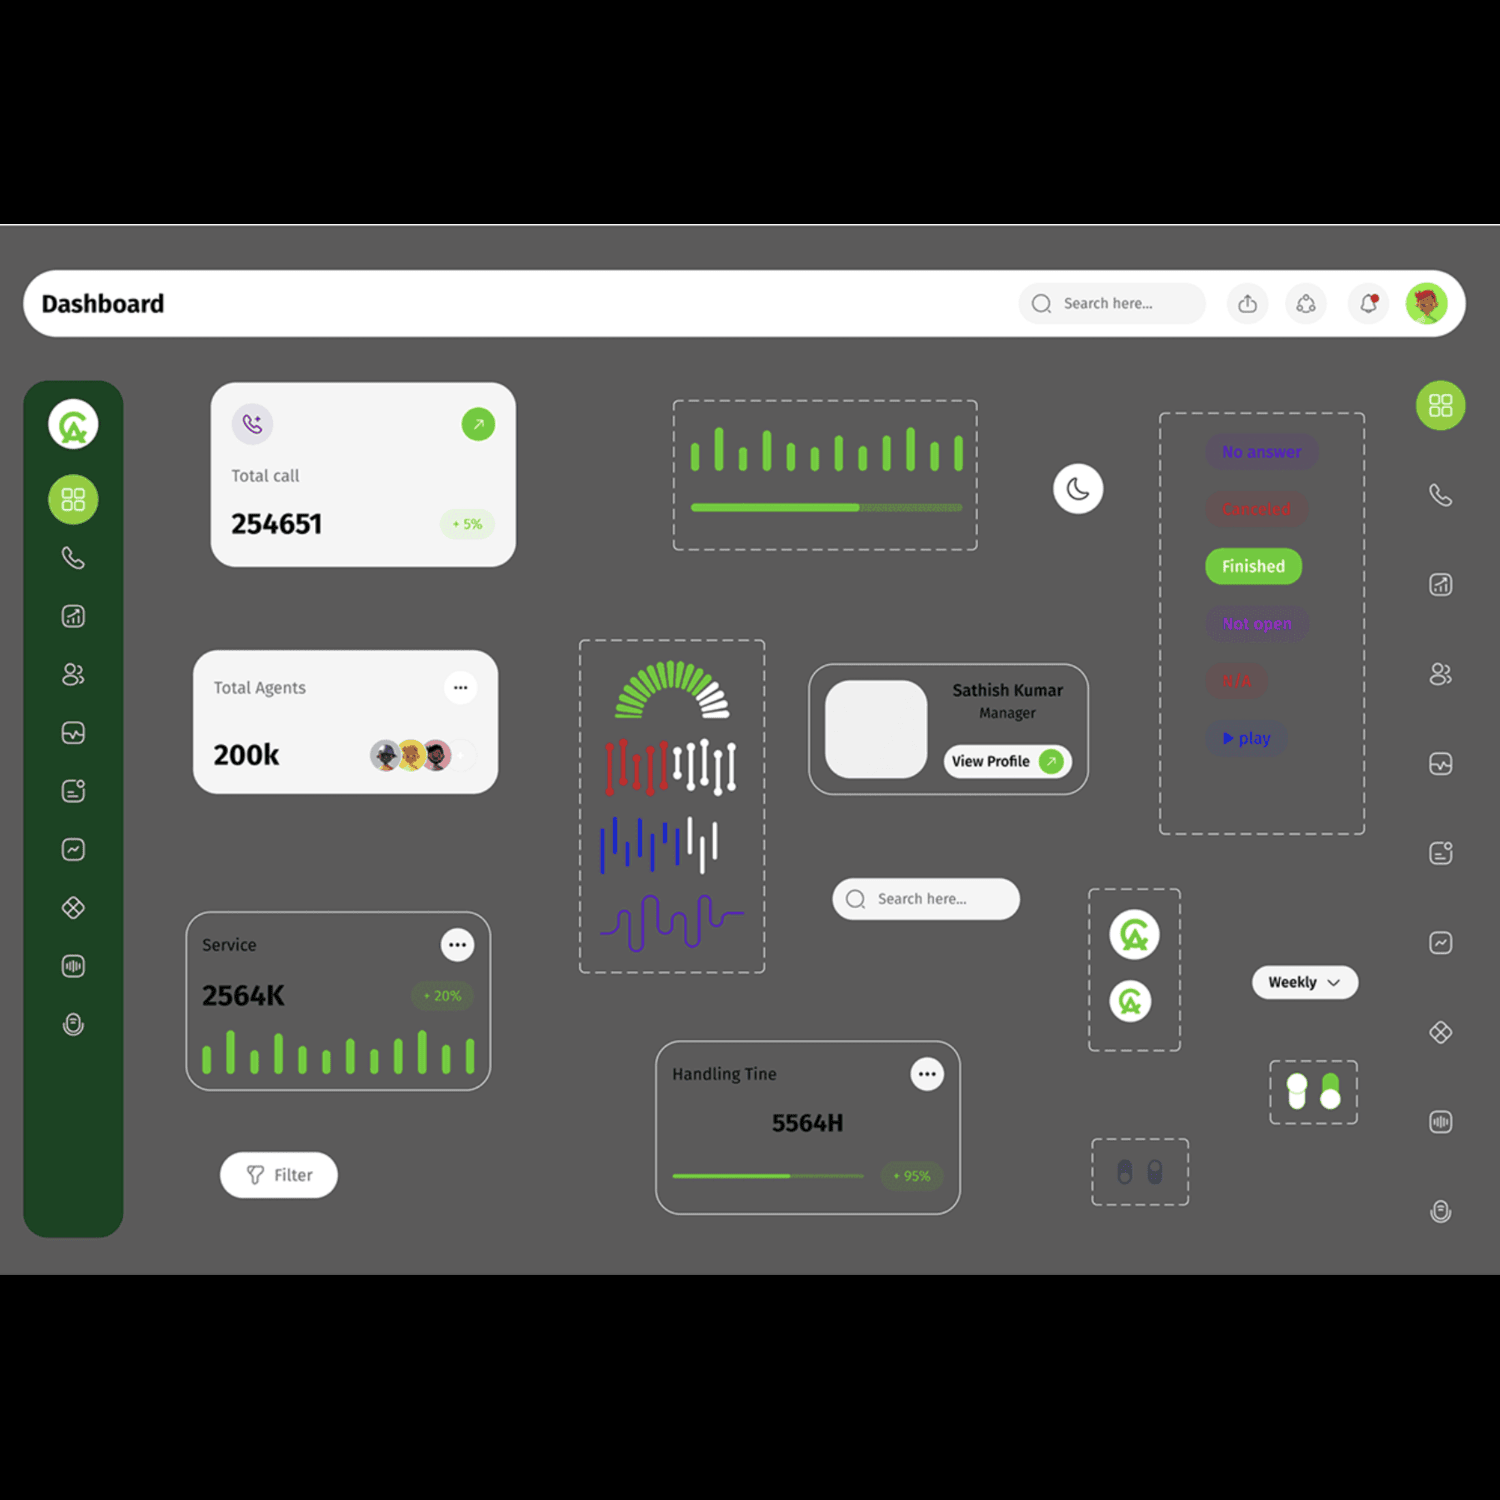 Dashboard
Search here...
Total call
254651
+ 5%
No answer
Canceled
Finished
Not open
N/A
play
Total Agents
200k
Sathish Kumar
Manager
View Profile
Search here...
Service
2564K
+ 20%
Weekly
Handling Tine
5564H
+ 95%
Filter